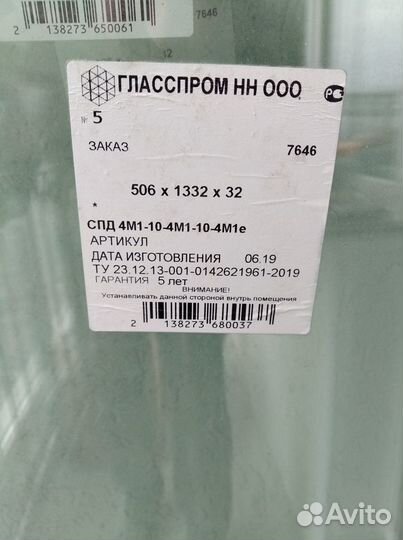 2 138273 650061
7646
ГЛАССПРОМ НН ООО
№ 5
ЗАКАЗ 7646
506 x 1332 x 32
*
СПД 4М1-10-4М1-10-4М1е
АРТИКУЛ
ДАТА ИЗГОТОВЛЕНИЯ 06.19
ТУ 23.12.13-001-0142621961-2019
ГАРАНТИЯ 5 лет
ВНИМАНИЕ!
Устанавливать данной стороной внутрь помещения
2 138273 680037
Avito